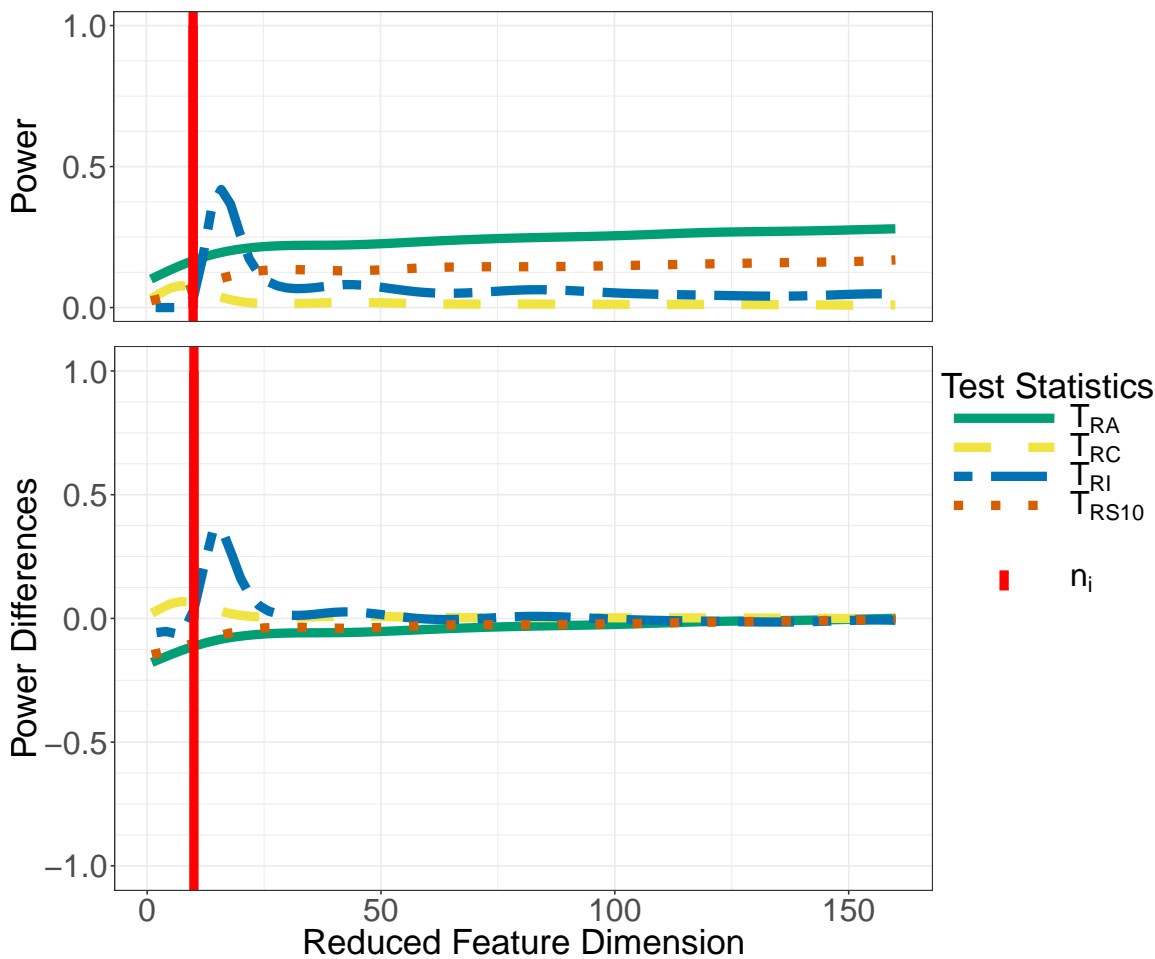 1.0
0.5
0.0
Power
1.0
0.5
0.0
−0.5
−1.0
Power Differences
0
50
100
150
Reduced Feature Dimension
Test Statistics
T_RA
T_RC
T_RI
T_RS10
n_i